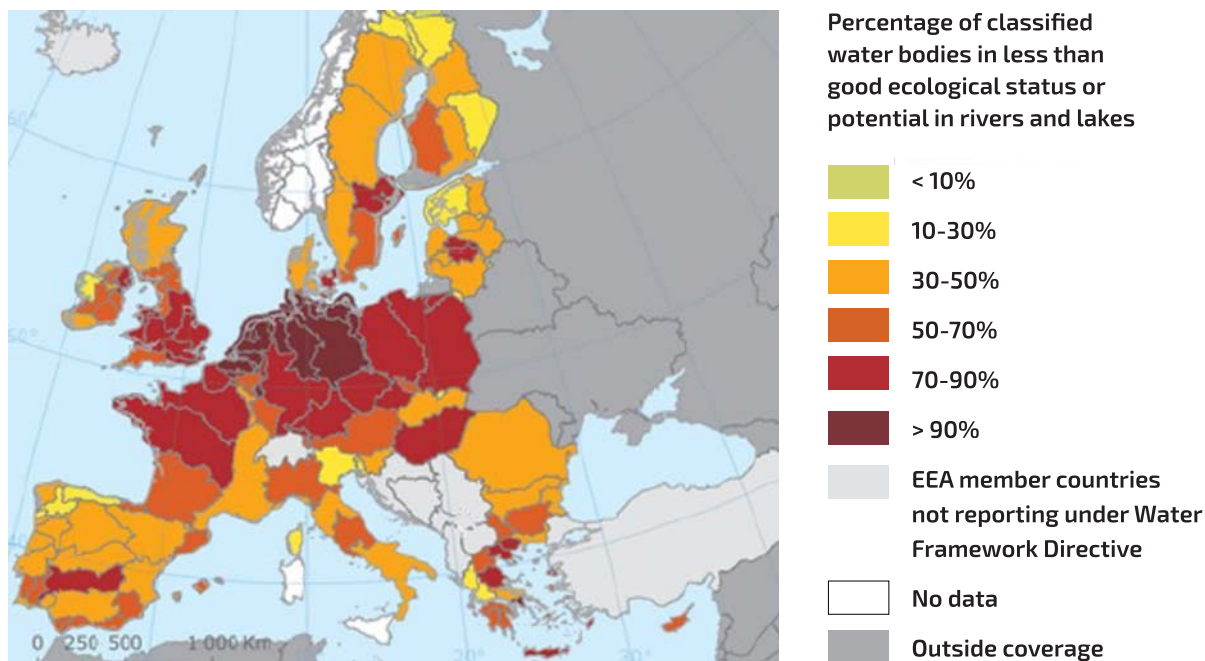 Percentage of classified
water bodies in less than
good ecological status or
potential in rivers and lakes
< 10%
10-30%
30-50%
50-70%
70-90%
> 90%
EEA member countries
not reporting under Water
Framework Directive
No data
Outside coverage
0 250 500 1 000 Km
20°